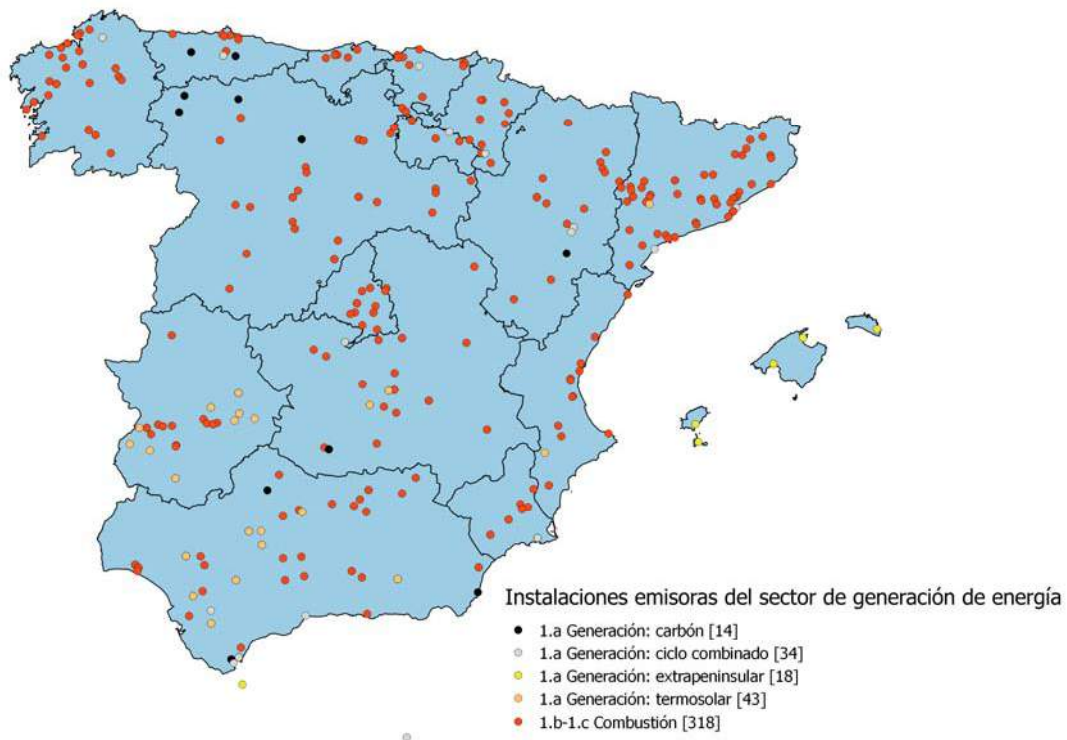 Instalaciones emisoras del sector de generación de energía
1.a Generación: carbón [14]
1.a Generación: ciclo combinado [34]
1.a Generación: extrapeninsular [18]
1.a Generación: termosolar [43]
1.b-1.c Combustión [318]